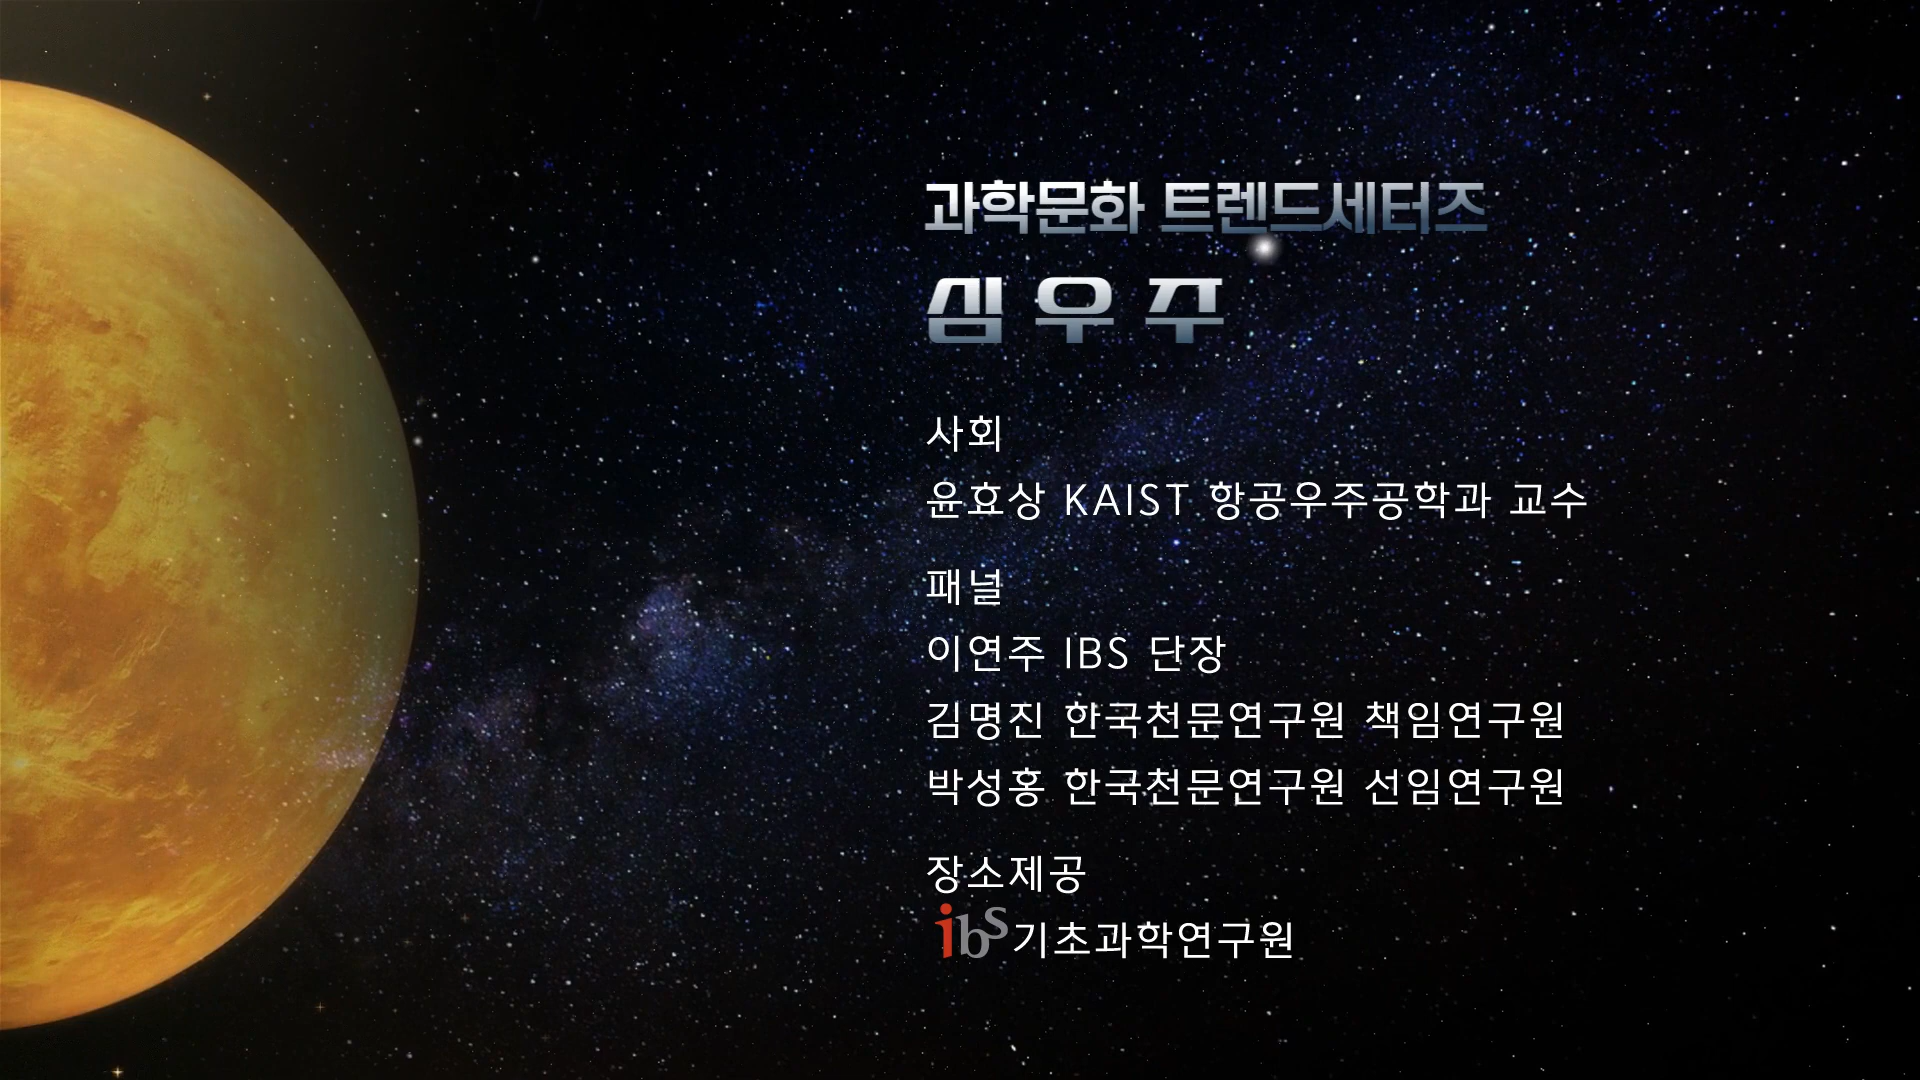 과학문화 트렌드세터즈
심우주
사회
윤효상 KAIST 항공우주공학과 교수
패널
이연주 IBS 단장
김명진 한국천문연구원 책임연구원
박성홍 한국천문연구원 선임연구원
장소제공
ibs 기초과학연구원